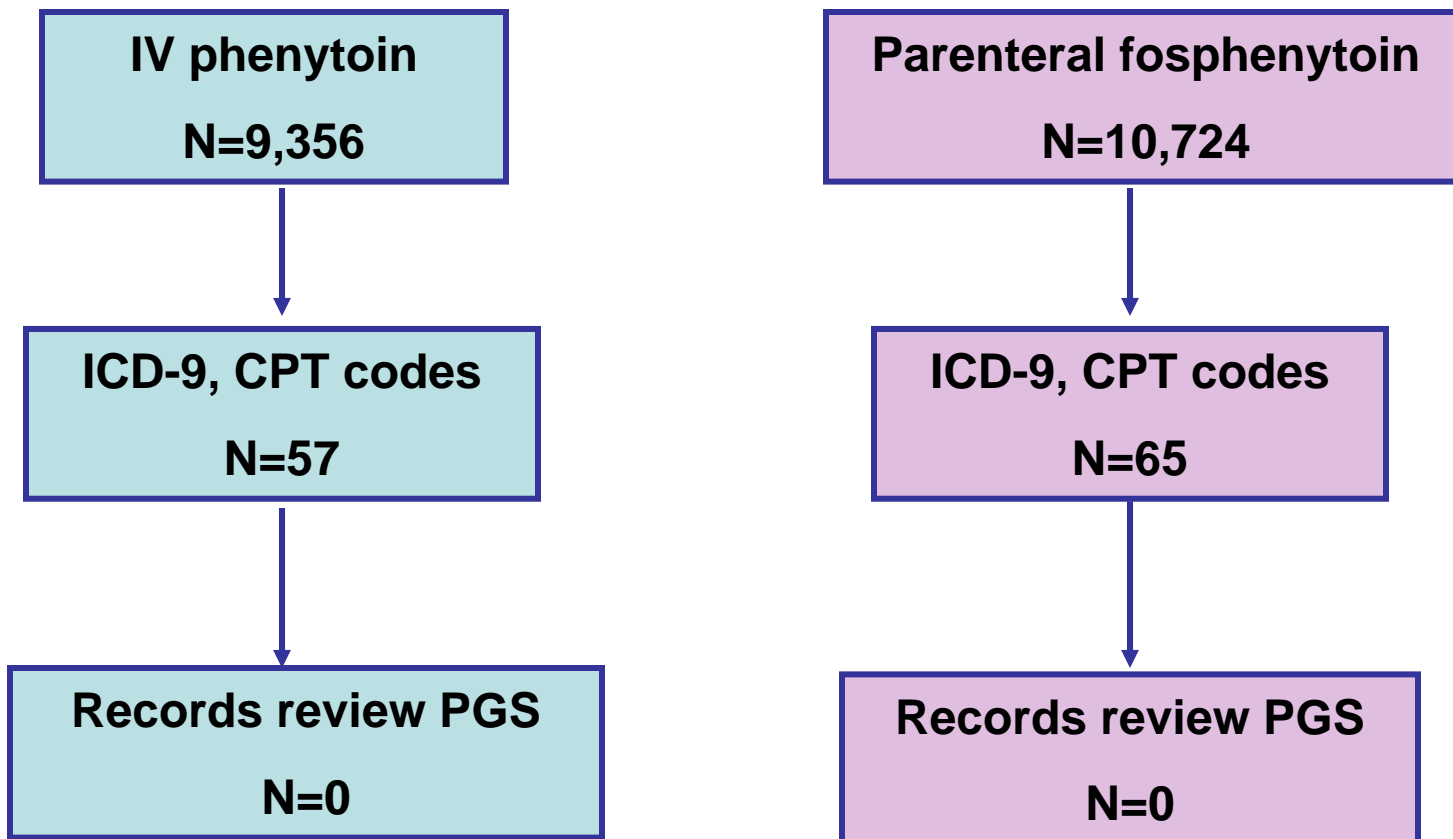 IV phenytoin
N=9,356
ICD-9, CPT codes
N=57
Records review PGS
N=0
Parenteral fosphenytoin
N=10,724
ICD-9, CPT codes
N=65
Records review PGS
N=0